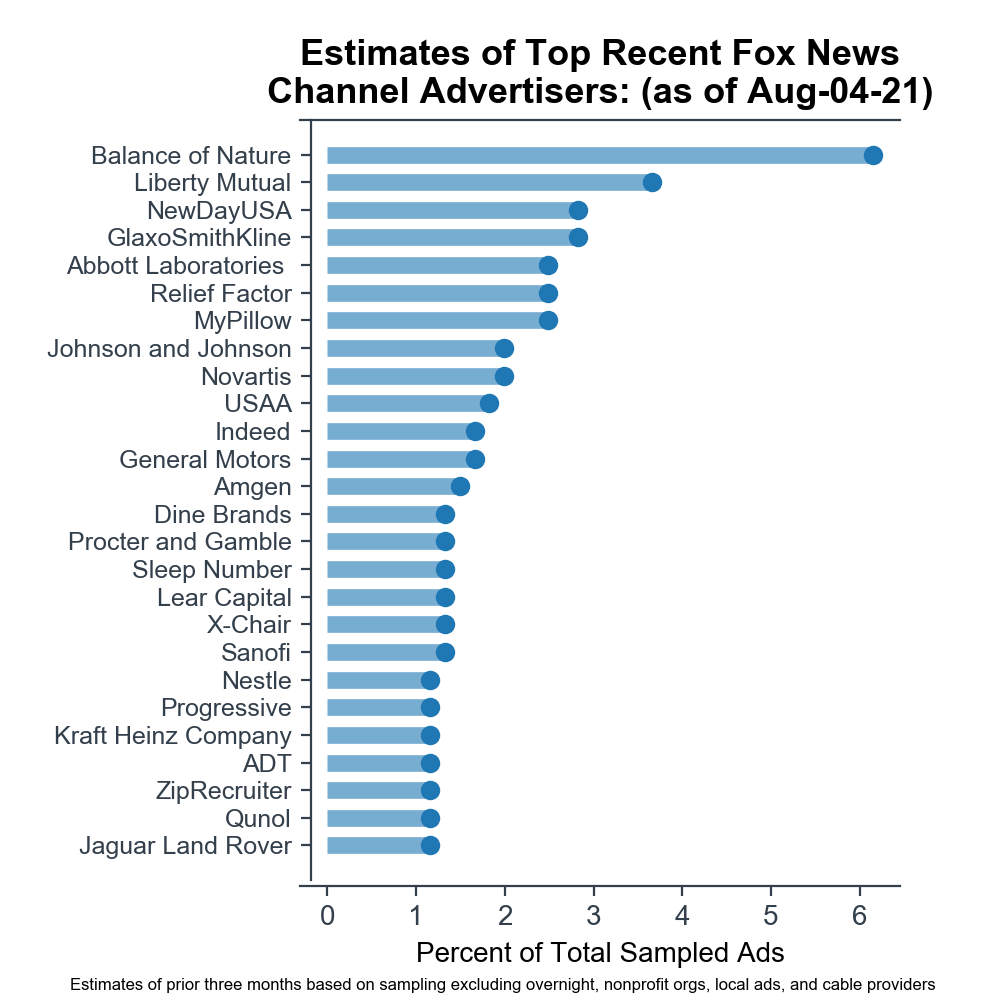 Estimates of Top Recent Fox News
Channel Advertisers: (as of Aug-04-21)
Balance of Nature
Liberty Mutual
NewDayUSA
GlaxoSmithKline
Abbott Laboratories
Relief Factor
MyPillow
Johnson and Johnson
Novartis
USAA
Indeed
General Motors
Amgen
Dine Brands
Procter and Gamble
Sleep Number
Lear Capital
X-Chair
Sanofi
Nestle
Progressive
Kraft Heinz Company
ADT
ZipRecruiter
Qunol
Jaguar Land Rover
0 1 2 3 4 5 6
Percent of Total Sampled Ads
Estimates of prior three months based on sampling excluding overnight, nonprofit orgs, local ads, and cable providers